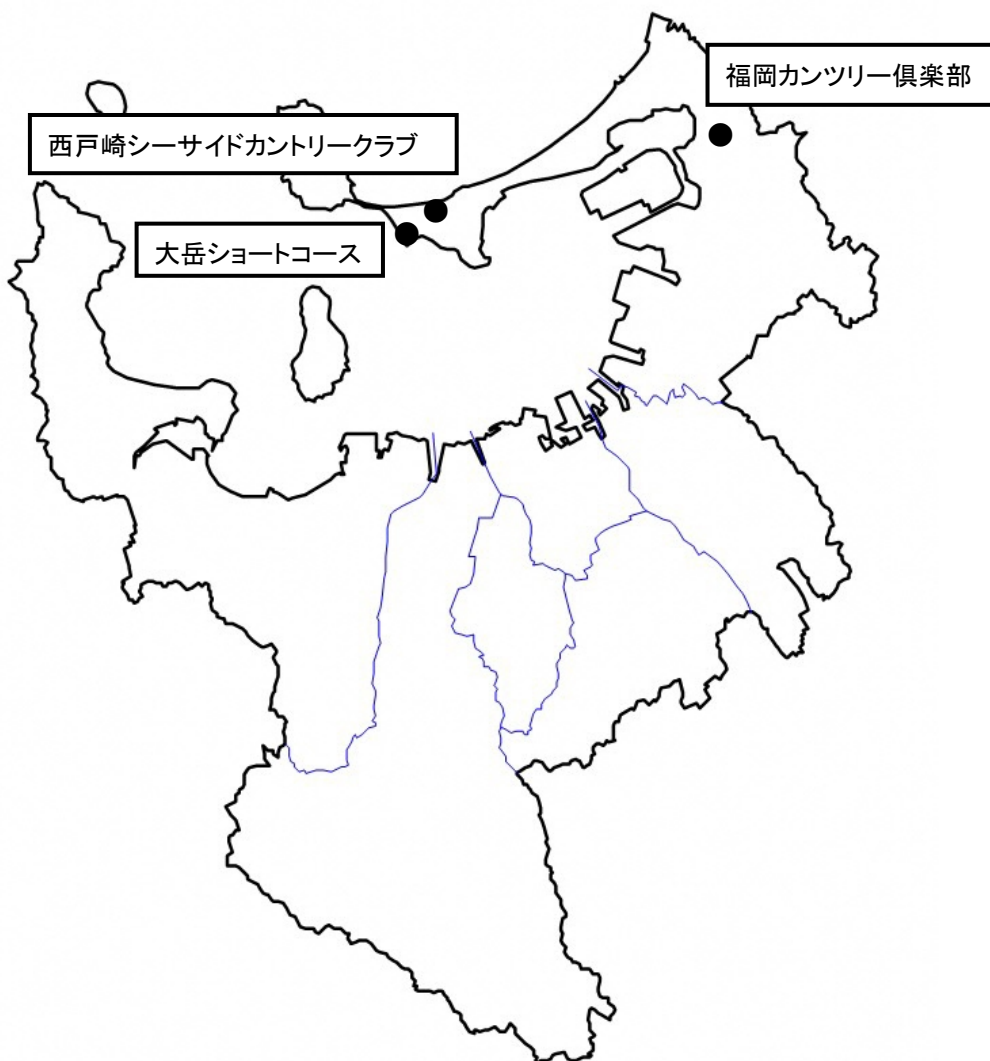 福岡カンツリー倶楽部
西戸崎シーサイドカントリークラブ
大岳ショートコース